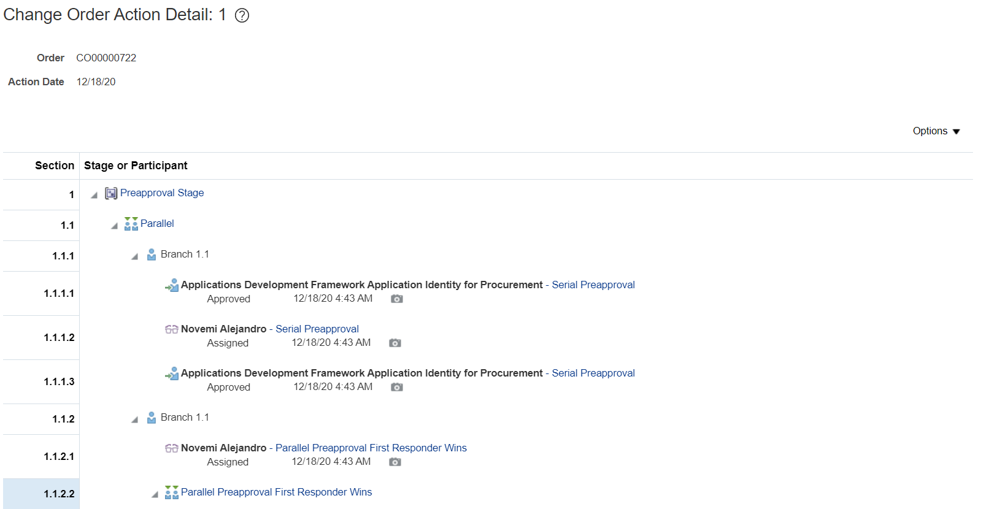 Change Order Action Detail: 1 ?
Order CO00000722
Action Date 12/18/20
Options
Section Stage or Participant
1 Preapproval Stage
1.1 Parallel
1.1.1 Branch 1.1
1.1.1.1 Applications Development Framework Application Identity for Procurement - Serial Preapproval
Approved 12/18/20 4:43 AM
1.1.1.2 Novemi Alejandro - Serial Preapproval
Assigned 12/18/20 4:43 AM
1.1.1.3 Applications Development Framework Application Identity for Procurement - Serial Preapproval
Approved 12/18/20 4:43 AM
1.1.2 Branch 1.1
1.1.2.1 Novemi Alejandro - Parallel Preapproval First Responder Wins
Assigned 12/18/20 4:43 AM
1.1.2.2 Parallel Preapproval First Responder Wins